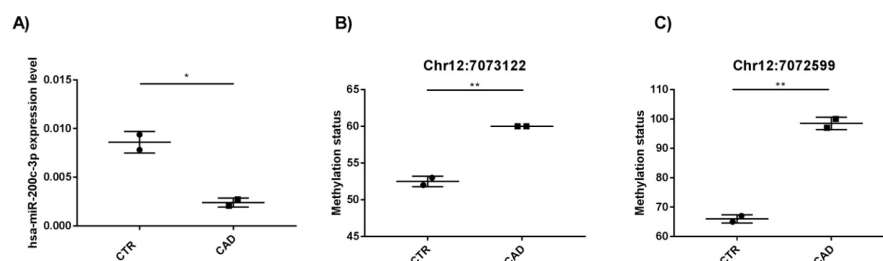 A)
B)
C)
Chr12:7073122
Chr12:7072599
hsa-miR-200c-3p expression level
0.015
0.010
0.005
0.000
*
CTR
CAD
Methylation status
65
60
55
50
45
**
CTR
CAD
Methylation status
110
100
90
80
70
60
**
CTR
CAD